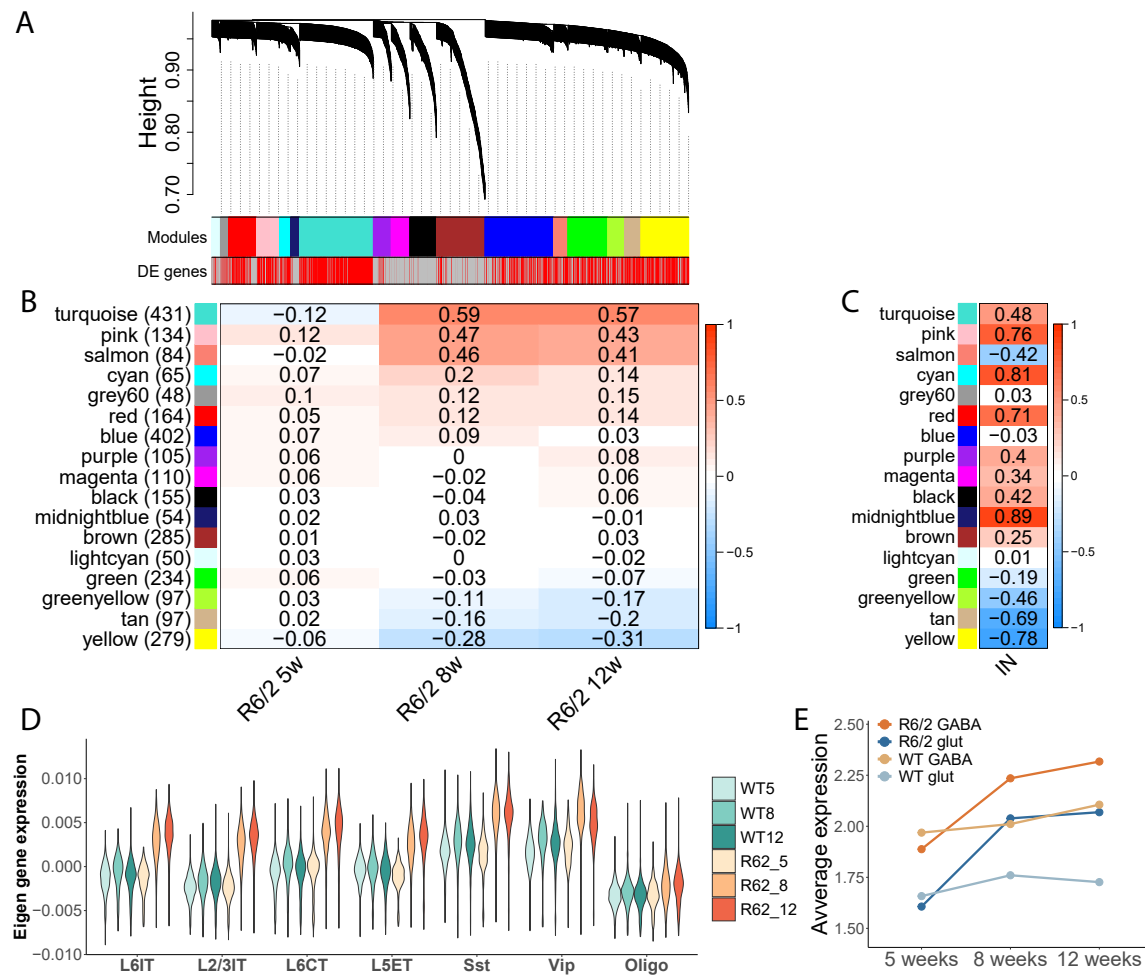 A
Height
0.90
0.80
0.70
Modules
DE genes
B
turquoise (431) −0.12 0.59 0.57
pink (134) 0.12 0.47 0.43
salmon (84) −0.02 0.46 0.41
cyan (65) 0.07 0.2 0.14
grey60 (48) 0.1 0.12 0.15
red (164) 0.05 0.12 0.14
blue (402) 0.07 0.09 0.03
purple (105) 0.06 0 0.08
magenta (110) 0.06 −0.02 0.06
black (155) 0.03 −0.04 0.06
midnightblue (54) 0.02 0.03 −0.01
brown (285) 0.01 −0.02 0.03
lightcyan (50) 0.03 0 −0.02
green (234) 0.06 −0.03 −0.07
greenyellow (97) 0.03 −0.11 −0.17
tan (97) 0.02 −0.16 −0.2
yellow (279) −0.06 −0.28 −0.31
R6/2 5w R6/2 8w R6/2 12w
1
0.5
0
−0.5
−1
C
turquoise 0.48
pink 0.76
salmon −0.42
cyan 0.81
grey60 0.03
red 0.71
blue −0.03
purple 0.4
magenta 0.34
black 0.42
midnightblue 0.89
brown 0.25
lightcyan 0.01
green −0.19
greenyellow −0.46
tan −0.69
yellow −0.78
IN
1
0.5
0
−0.5
−1
D
Eigen gene expression
0.010
0.005
0.000
−0.005
−0.010
L6IT L2/3IT L6CT L5ET Sst Vip Oligo
WT5
WT8
WT12
R62_5
R62_8
R62_12
E
Avverage expression
2.50
2.25
2.00
1.75
1.50
R6/2 GABA
R6/2 glut
WT GABA
WT glut
5 weeks 8 weeks 12 weeks